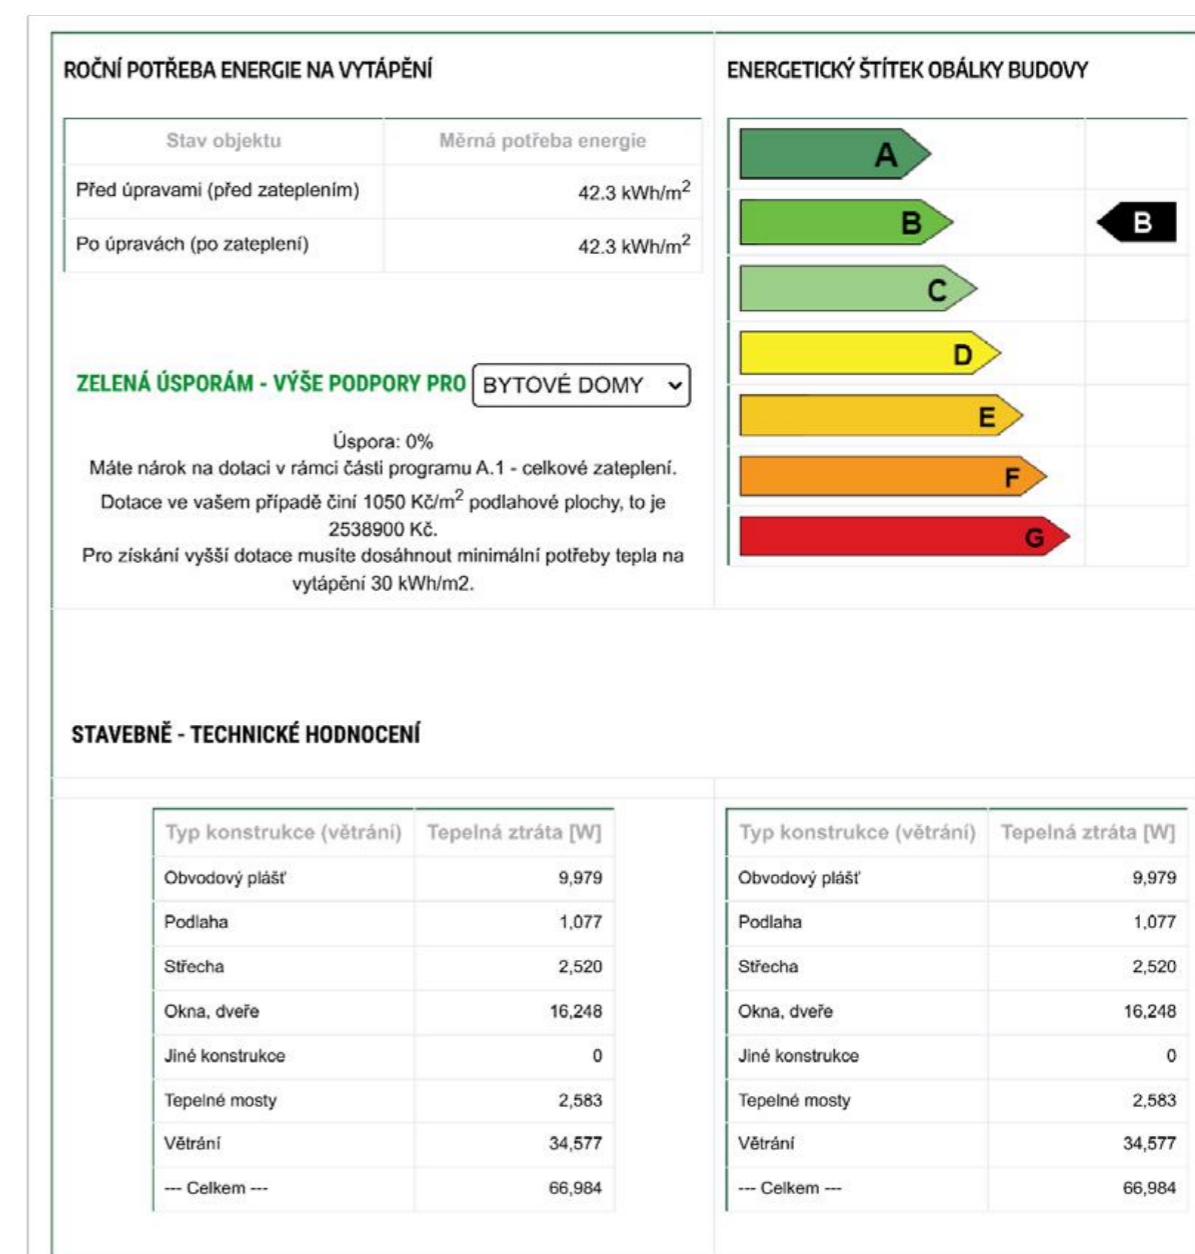 ROČNÍ POTŘEBA ENERGIE NA VYTÁPĚNÍ
Stav objektu Měrná potřeba energie
Před úpravami (před zateplením) 42.3 kWh/m²
Po úpravách (po zateplení) 42.3 kWh/m²
ZELENÁ ÚSPORÁM - VÝŠE PODPORY PRO BYTOVÉ DOMY
Úspora: 0%
Máte nárok na dotaci v rámci části programu A.1 - celkové zateplení.
Dotace ve vašem případě činí 1050 Kč/m² podlahové plochy, to je
2538900 Kč.
Pro získání vyšší dotace musíte dosáhnout minimální potřeby tepla na
vytápění 30 kWh/m2.
ENERGETICKÝ ŠTÍTEK OBÁLKY BUDOVY
A
B B
C
D
E
F
G
STAVEBNĚ - TECHNICKÉ HODNOCENÍ
Typ konstrukce (větrání) Tepelná ztráta [W]
Obvodový plášť 9,979
Podlaha 1,077
Střecha 2,520
Okna, dveře 16,248
Jiné konstrukce 0
Tepelné mosty 2,583
Větrání 34,577
--- Celkem --- 66,984
Typ konstrukce (větrání) Tepelná ztráta [W]
Obvodový plášť 9,979
Podlaha 1,077
Střecha 2,520
Okna, dveře 16,248
Jiné konstrukce 0
Tepelné mosty 2,583
Větrání 34,577
--- Celkem --- 66,984